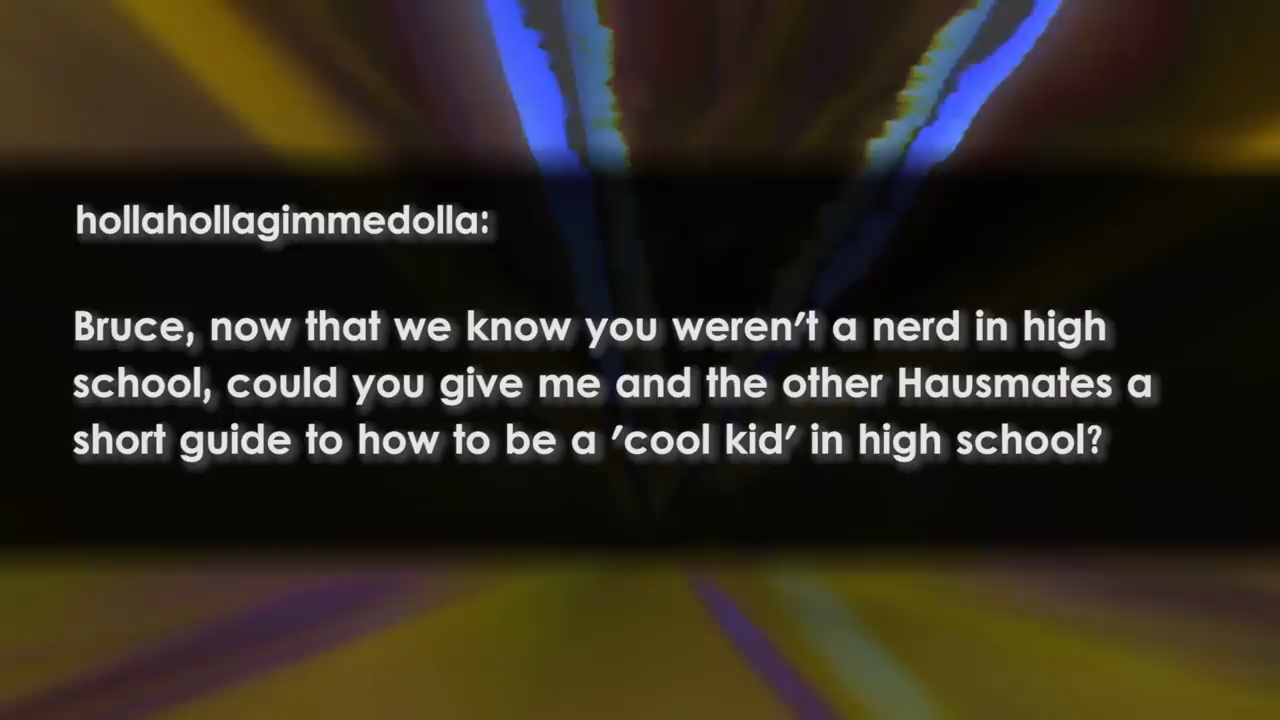 hollahollagimmedolla:
Bruce, now that we know you weren't a nerd in high
school, could you give me and the other Hausmates a
short guide to how to be a 'cool kid' in high school?